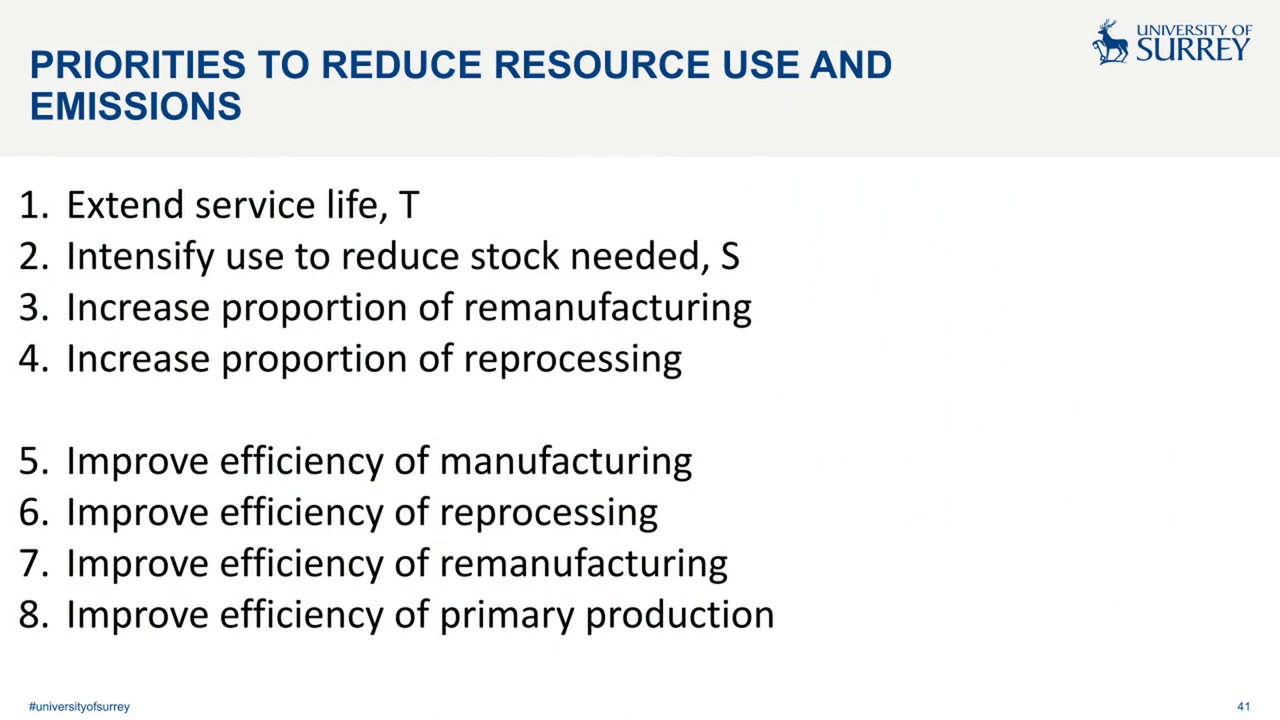 PRIORITIES TO REDUCE RESOURCE USE AND
EMISSIONS
UNIVERSITY OF
SURREY
1. Extend service life, T
2. Intensify use to reduce stock needed, S
3. Increase proportion of remanufacturing
4. Increase proportion of reprocessing
5. Improve efficiency of manufacturing
6. Improve efficiency of reprocessing
7. Improve efficiency of remanufacturing
8. Improve efficiency of primary production
#universityofsurrey
41